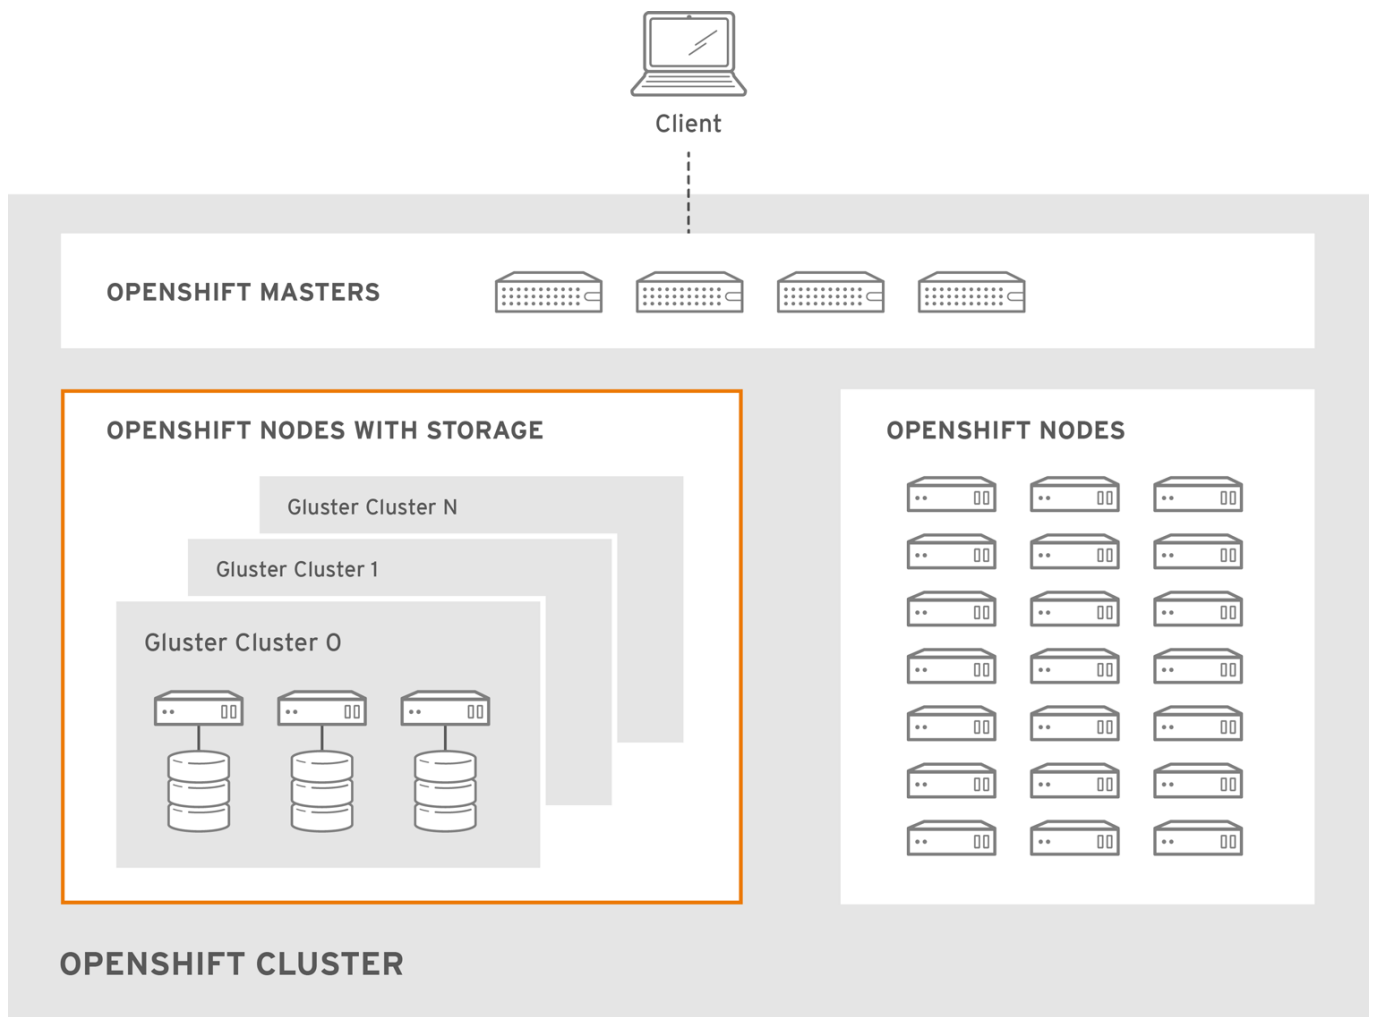 Client
OPENSHIFT MASTERS
OPENSHIFT NODES WITH STORAGE
Gluster Cluster N
Gluster Cluster 1
Gluster Cluster 0
OPENSHIFT NODES
OPENSHIFT CLUSTER